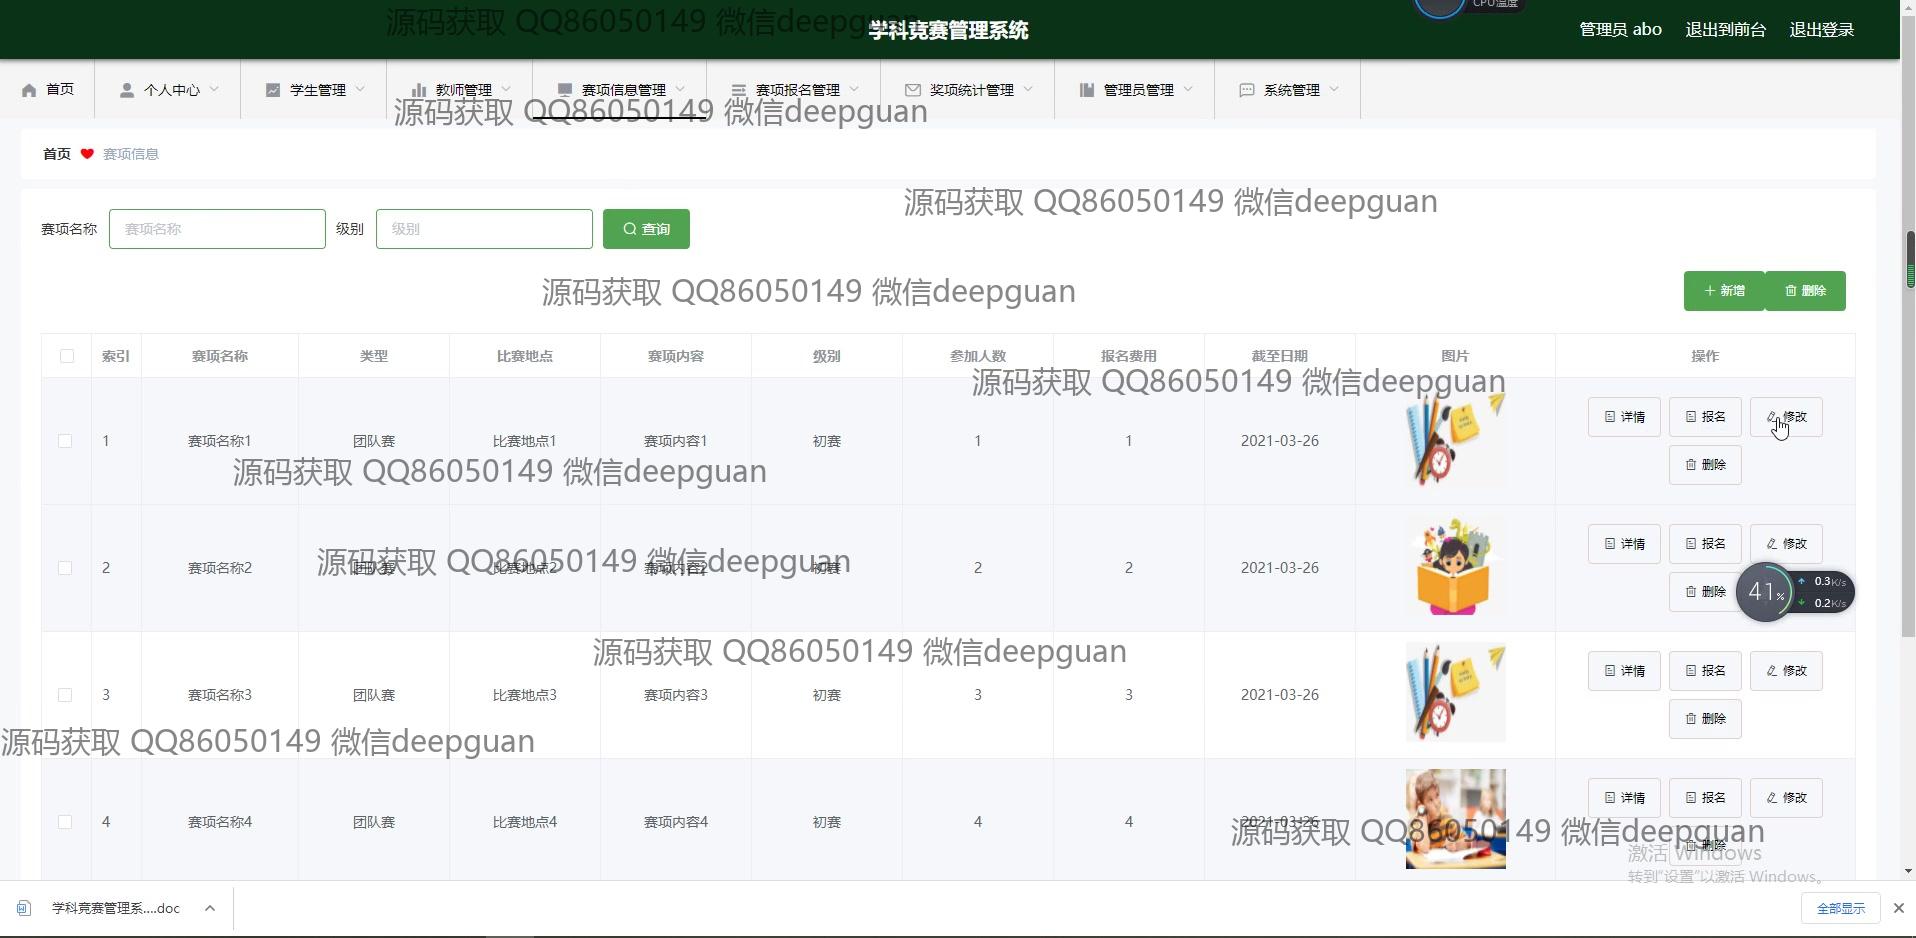 源码获取 QQ86050149 微信deepguan
学科竞赛管理系统
CPU温度
管理员 abo 退出到前台 退出登录
首页 个人中心 学生管理 教师管理 赛项信息管理 赛项报名管理 奖项统计管理 管理员管理 系统管理
源码获取 QQ86050149 微信deepguan
首页 赛项信息
源码获取 QQ86050149 微信deepguan
赛项名称 赛项名称 级别 级别 查询
源码获取 QQ86050149 微信deepguan
新增 删除
索引 赛项名称 类型 比赛地点 赛项内容 级别 参加人数 报名费用 截至日期 图片 操作
源码获取 QQ86050149 微信deepguan
详情 报名 修改
1 赛项名称1 团队赛 比赛地点1 赛项内容1 初赛 1 1 2021-03-26
删除
源码获取 QQ86050149 微信deepguan
详情 报名 修改
2 赛项名称2 团队赛 比赛地点2 赛项内容2 初赛 2 2 2021-03-26
源码获取 QQ86050149 微信deepguan
删除
41% 0.3K/s
0.2K/s
源码获取 QQ86050149 微信deepguan
详情 报名 修改
3 赛项名称3 团队赛 比赛地点3 赛项内容3 初赛 3 3 2021-03-26
删除
源码获取 QQ86050149 微信deepguan
详情 报名 修改
4 赛项名称4 团队赛 比赛地点4 赛项内容4 初赛 4 4 2021-03-26
源码获取 QQ86050149 微信deepguan
删除
激活 Windows
转到"设置"以激活 Windows。
学科竞赛管理系....doc
全部显示